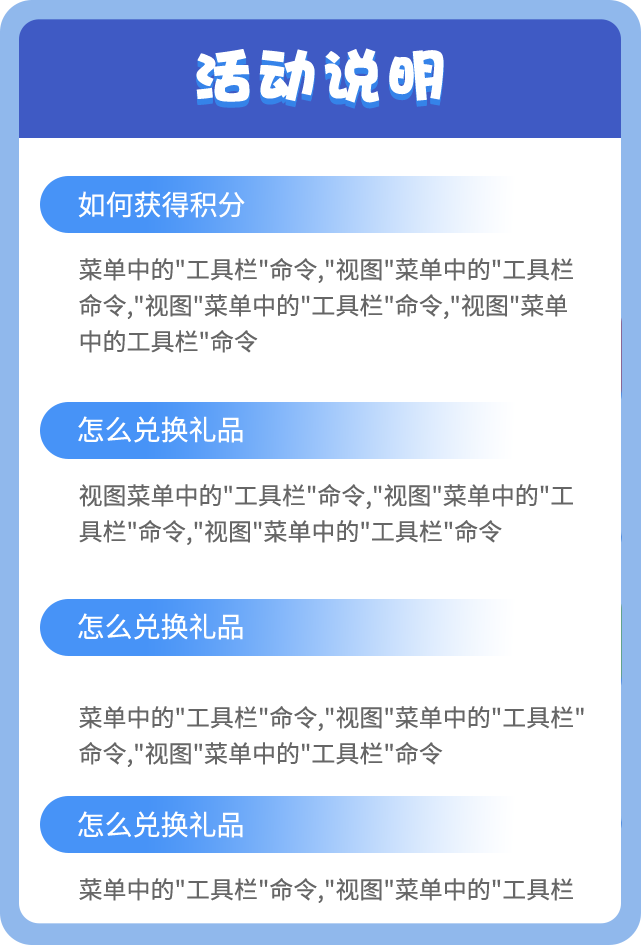 活动说明
如何获得积分
菜单中的"工具栏"命令,"视图"菜单中的"工具栏
命令,"视图"菜单中的"工具栏"命令,"视图"菜单
中的工具栏"命令
怎么兑换礼品
视图菜单中的"工具栏"命令,"视图"菜单中的"工
具栏"命令,"视图"菜单中的"工具栏"命令
怎么兑换礼品
菜单中的"工具栏"命令,"视图"菜单中的"工具栏"
命令,"视图"菜单中的"工具栏"命令
怎么兑换礼品
菜单中的"工具栏"命令,"视图"菜单中的"工具栏